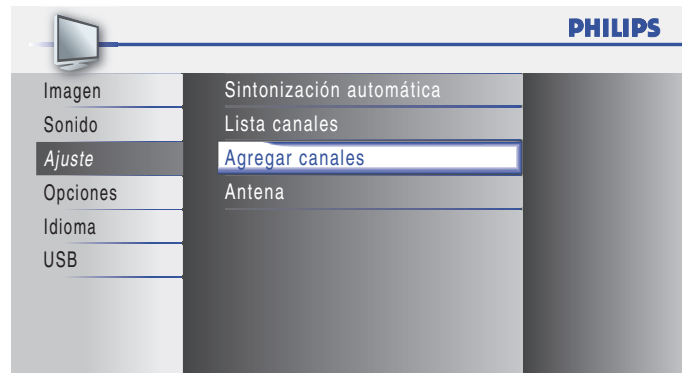 PHILIPS
Imagen
Sonido
Ajuste
Opciones
Idioma
USB
Sintonización automática
Lista canales
Agregar canales
Antena